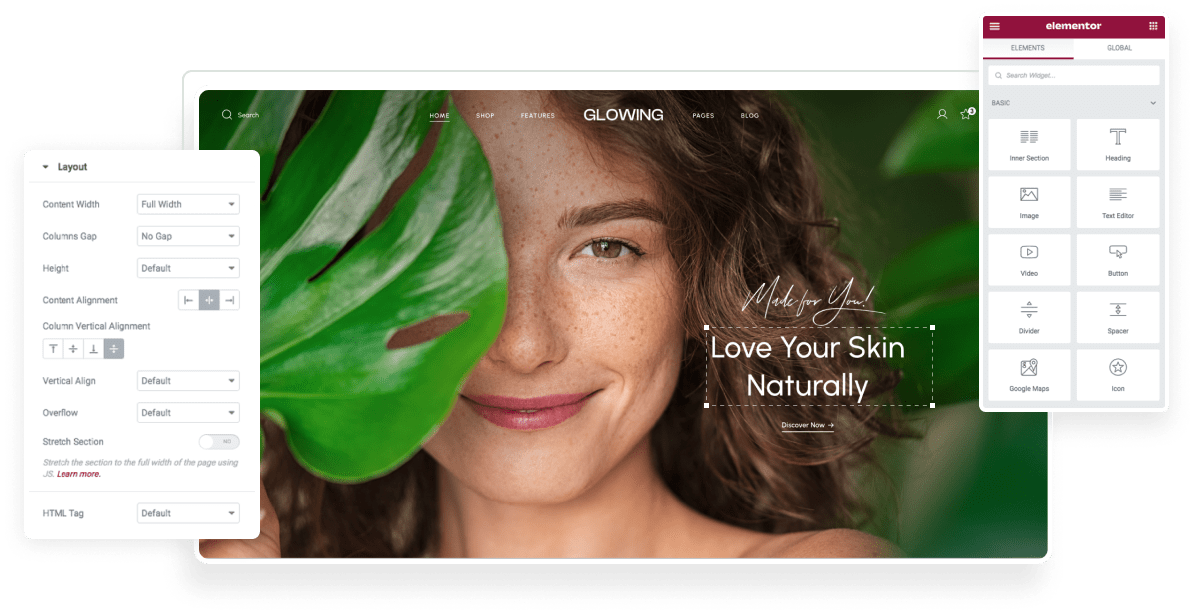 elementor
ELEMENTS GLOBAL
Search Widget...
BASIC
Inner Section Heading
Image Text Editor
Video Button
Divider Spacer
Google Maps Icon
Search HOME SHOP FEATURES GLOWING PAGES BLOG 3
Made for You!
Love Your Skin
Naturally
Discover Now →
Layout
Content Width Full Width
Columns Gap No Gap
Height Default
Content Alignment
Column Vertical Alignment
Vertical Align Default
Overflow Default
Stretch Section NO
Stretch the section to the full width of the page using
JS. Learn more.
HTML Tag Default